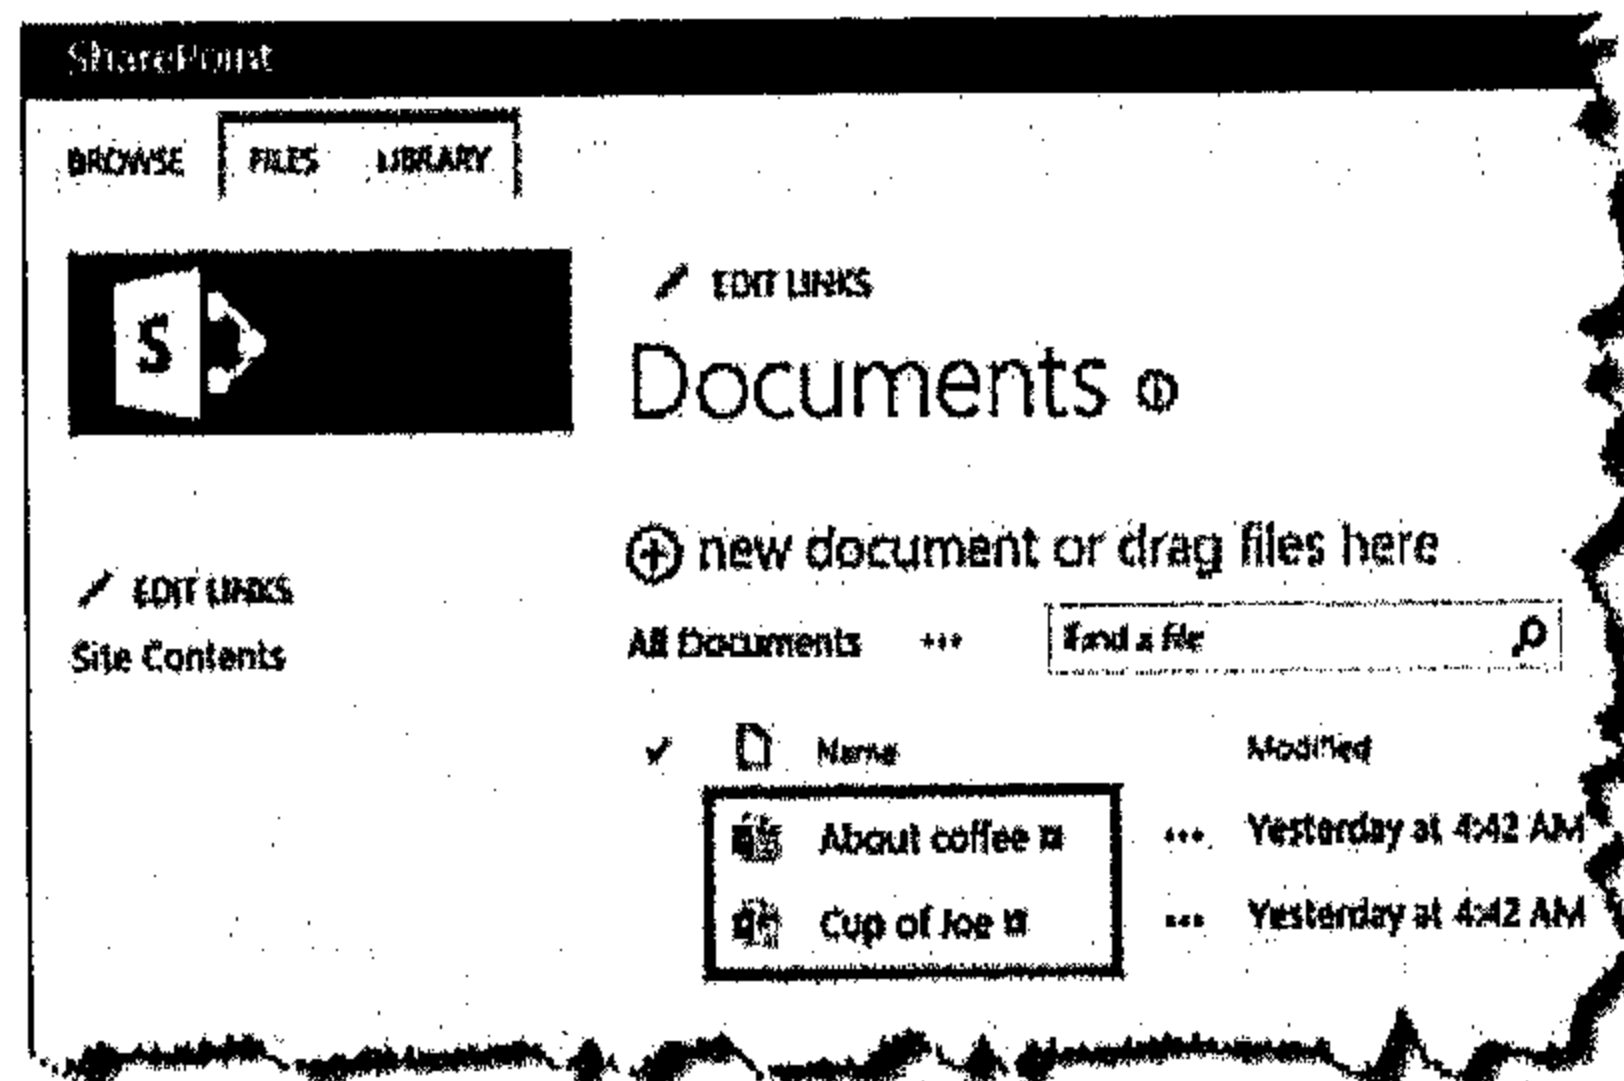 SharePoint
BROWSE FILES LIBRARY
S
EDIT LINKS
Documents
new document or drag files here
EDIT LINKS
Site Contents
All Documents ... Find a file
Name Modified
About coffee ... Yesterday at 4:42 AM
Cup of Joe ... Yesterday at 4:42 AM